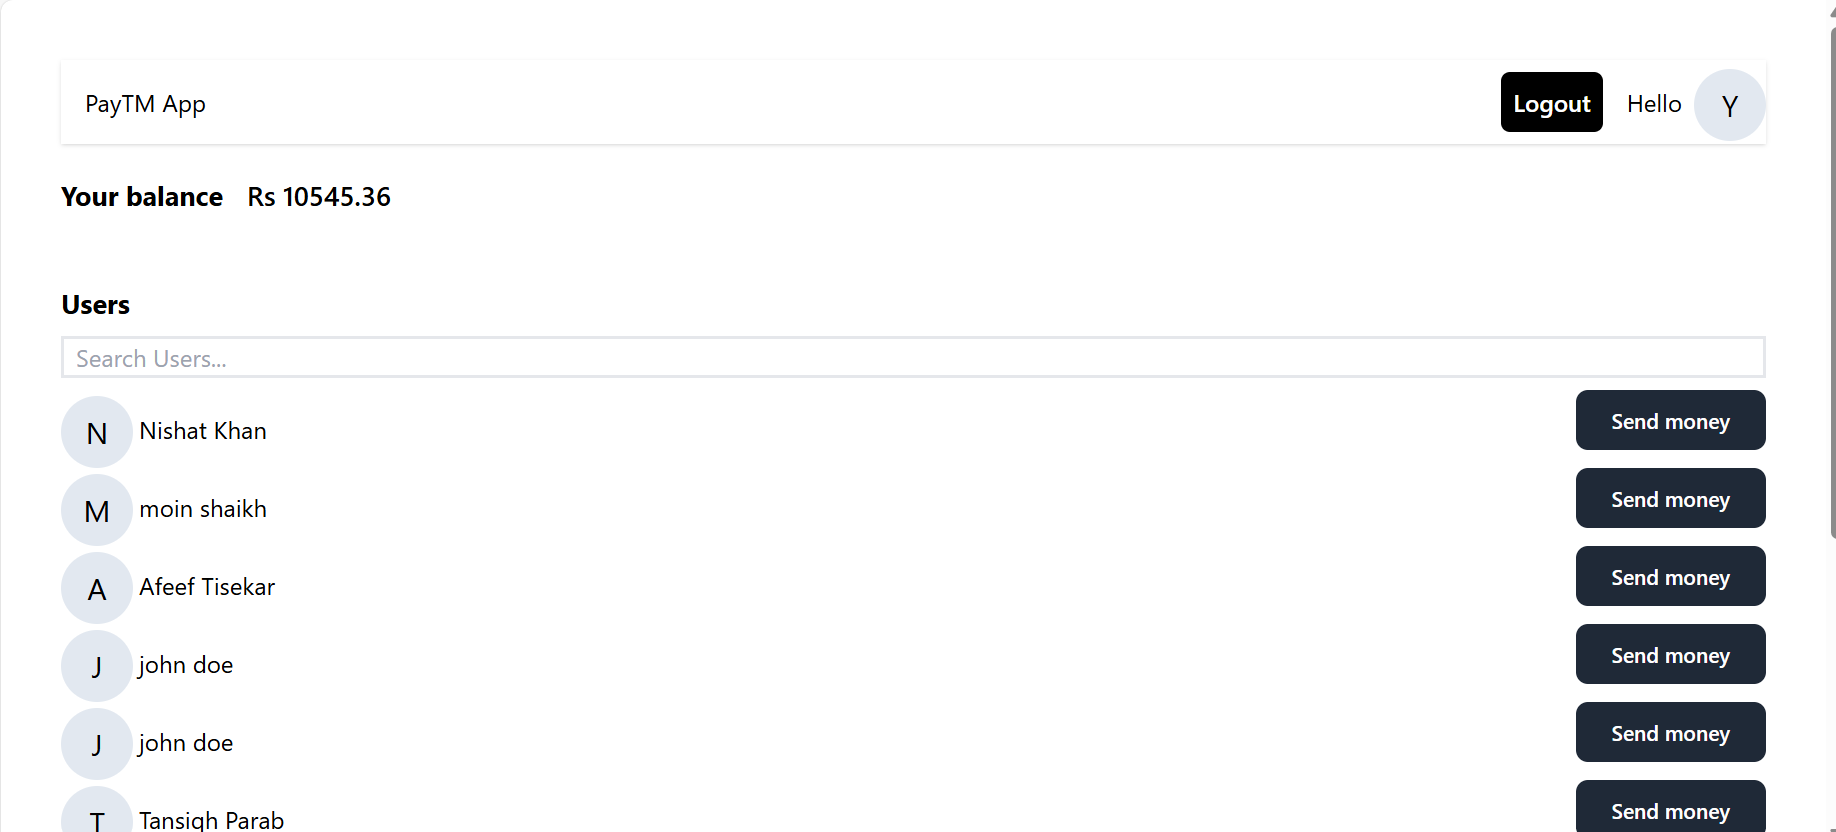 PayTM App Logout Hello Y
Your balance Rs 10545.36
Users
Search Users...
N Nishat Khan Send money
M moin shaikh Send money
A Afeef Tisekar Send money
J john doe Send money
J john doe Send money
T Tansiqh Parab Send money